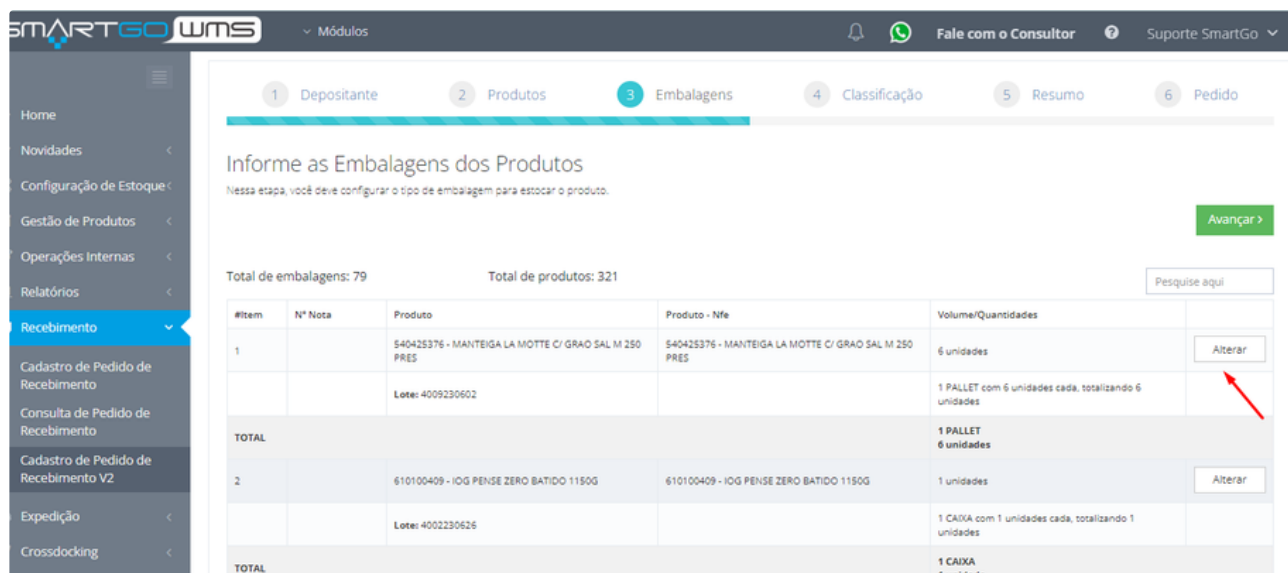 SMARTGO WMS
Módulos
Fale com o Consultor
Suporte SmartGo
Home
Novidades
Configuração de Estoque
Gestão de Produtos
Operações Internas
Relatórios
Recebimento
Cadastro de Pedido de
Recebimento
Consulta de Pedido de
Recebimento
Cadastro de Pedido de
Recebimento V2
Expedição
Crossdocking
1 Depositante
2 Produtos
3 Embalagens
4 Classificação
5 Resumo
6 Pedido
Informe as Embalagens dos Produtos
Nessa etapa, você deve configurar o tipo de embalagem para estocar o produto.
Avançar >
Total de embalagens: 79
Total de produtos: 321
Pesquise aqui
#Item N° Nota Produto Produto - Nfe Volume/Quantidades
1 540425376 - MANTEIGA LA MOTTE C/ GRAO SAL M 250 540425376 - MANTEIGA LA MOTTE C/ GRAO SAL M 250 6 unidades Alterar
PRES PRES
Lote: 4009230602 1 PALLET com 6 unidades cada, totalizando 6
unidades
TOTAL 1 PALLET
6 unidades
2 610100409 - IOG PENSE ZERO BATIDO 1150G 610100409 - IOG PENSE ZERO BATIDO 1150G 1 unidades Alterar
Lote: 4002230626 1 CAIXA com 1 unidades cada, totalizando 1
unidades
TOTAL 1 CAIXA